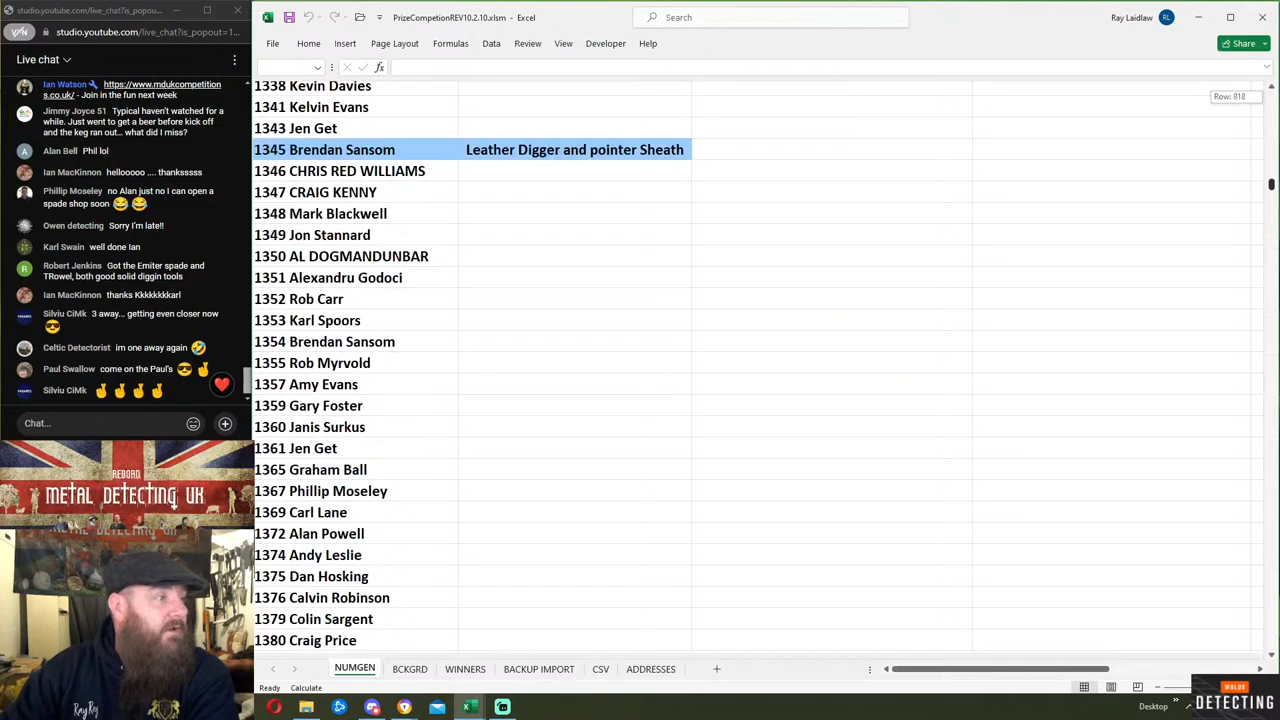 studio.youtube.com/live_chat?is_popou...
studio.youtube.com/live_chat?is_popout=1...
Live chat
Ian Watson https://www.mdukcompetition
s.co.uk/ - Join in the fun next
week
Jimmy Joyce 51 Typical haven't watched for a
while. Just went to get a beer before kick off
and the keg ran out... what did I miss?
Alan Bell Phil lol
Ian MacKinnon hellooooo .... thanksssss
Phillip Moseley no Alan just no I can open a
spade shop soon 😂😂
Owen detecting Sorry I'm late!!
Karl Swain well done Ian
Robert Jenkins Got the Emiter spade and
TRowel, both good solid diggin tools
Ian MacKinnon thanks Kkkkkkkkarl
Silviu CiMk 3 away... getting even closer now
😎
Celtic Detectorist im one away again 🤣
Paul Swallow come on the Paul's 😎🤞
Silviu CiMk 🤞🤞🤞🤞
Chat...
REBORN
METAL DETECTING UK
PrizeCompetionREV10.2.10.xlsm - Excel
Search
Ray Laidlaw RL
File Home Insert Page Layout Formulas Data Review View Developer Help
Share
fx
Row: 818
1338 Kevin Davies
1341 Kelvin Evans
1343 Jen Get
1345 Brendan Sansom Leather Digger and pointer Sheath
1346 CHRIS RED WILLIAMS
1347 CRAIG KENNY
1348 Mark Blackwell
1349 Jon Stannard
1350 AL DOGMANDUNBAR
1351 Alexandru Godoci
1352 Rob Carr
1353 Karl Spoors
1354 Brendan Sansom
1355 Rob Myrvold
1357 Amy Evans
1359 Gary Foster
1360 Janis Surkus
1361 Jen Get
1365 Graham Ball
1367 Phillip Moseley
1369 Carl Lane
1372 Alan Powell
1374 Andy Leslie
1375 Dan Hosking
1376 Calvin Robinson
1379 Colin Sargent
1380 Craig Price
NUMGEN BCKGRD WINNERS BACKUP IMPORT CSV ADDRESSES
Ready Calculate
Desktop
DETECTING